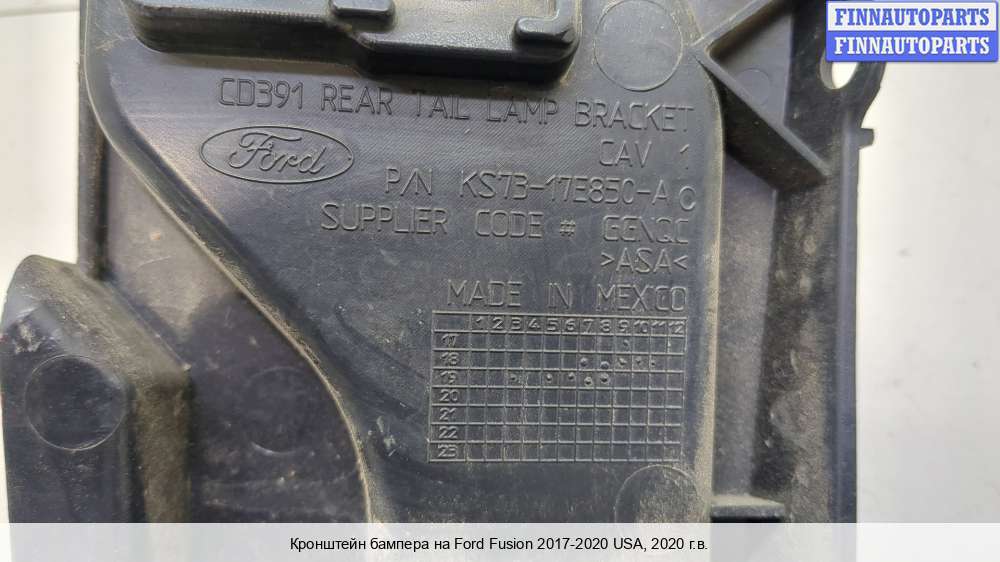 FINNAUTOPARTS
FINNAUTOPARTS
CD391 REAR TAIL LAMP BRACKET
Ford
CAV 1
P/N KS73-17E850-AC
SUPPLIER CODE # GGNQC
>ASA<
MADE IN MEXICO
1 2 3 4 5 6 7 8 9 10 11 12
17
18
19
20
21
22
23
Кронштейн бампера на Ford Fusion 2017-2020 USA, 2020 г.в.